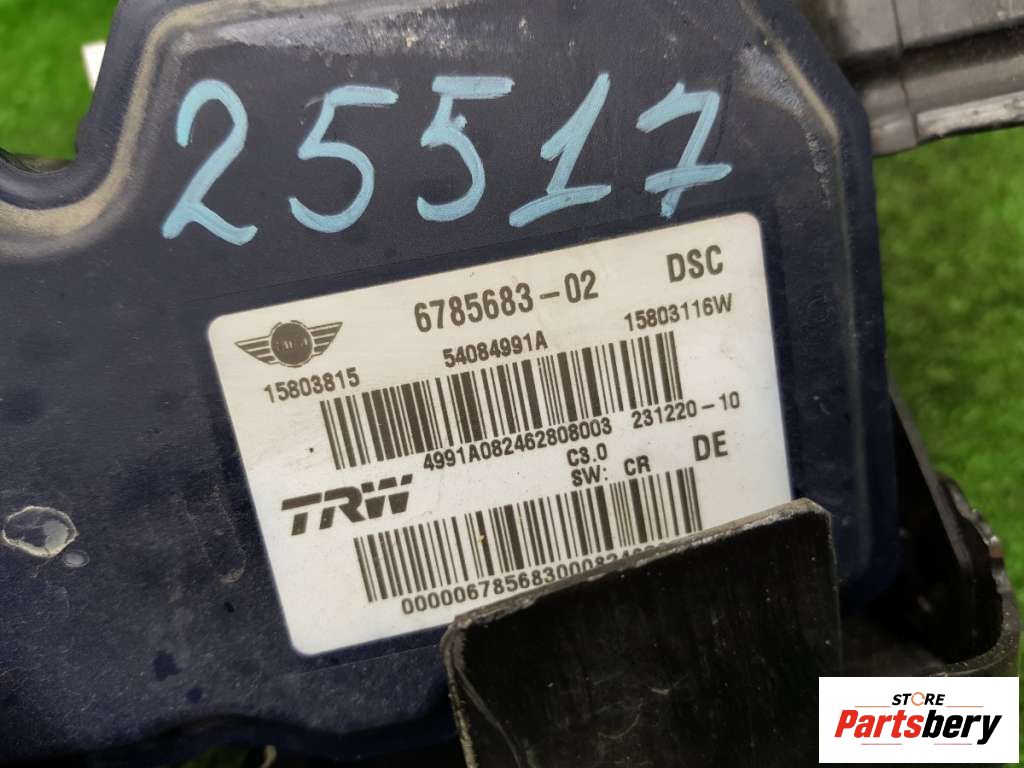 25517
6785683-02 DSC
15803815 54084991A 15803116W
4991A082462808003 231220-10
C3.0
TRW SW: CR DE
STORE
Partsbery